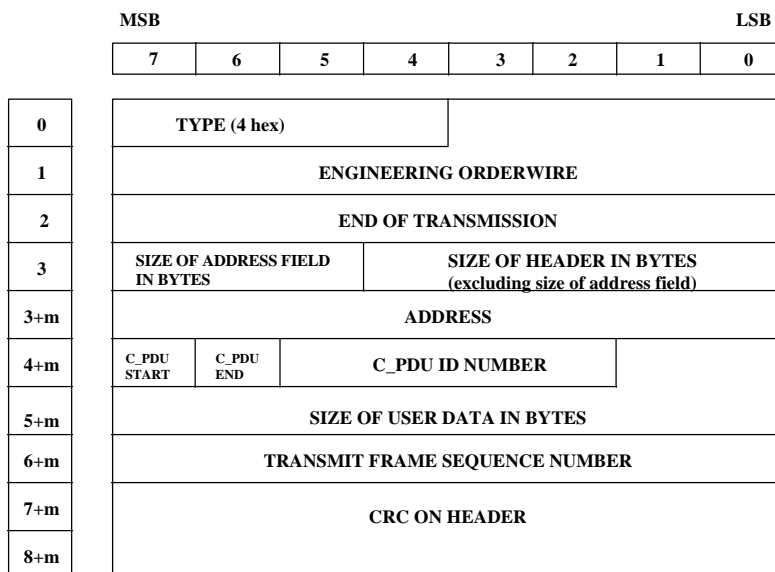 MSB LSB
7 6 5 4 3 2 1 0
0 TYPE (4 hex)
1 ENGINEERING ORDERWIRE
2 END OF TRANSMISSION
3 SIZE OF ADDRESS FIELD SIZE OF HEADER IN BYTES
IN BYTES (excluding size of address field)
3+m ADDRESS
4+m C_PDU C_PDU C_PDU ID NUMBER
START END
5+m SIZE OF USER DATA IN BYTES
6+m TRANSMIT FRAME SEQUENCE NUMBER
7+m CRC ON HEADER
8+m